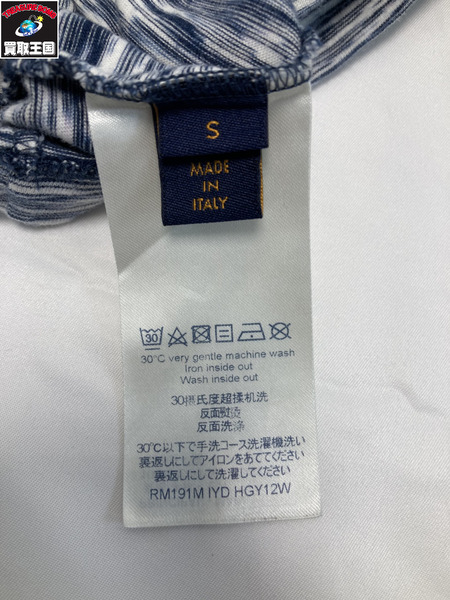 買取王国
S
MADE
IN
ITALY
30
30°C very gentle machine wash
Iron inside out
Wash inside out
30摂氏度超揉机洗
反面熨烫
反面洗涤
30℃以下で手洗コース洗濯機洗い
裏返しにしてアイロンをあててください
裏返しにして洗濯してください
RM191M IYD HGY12W